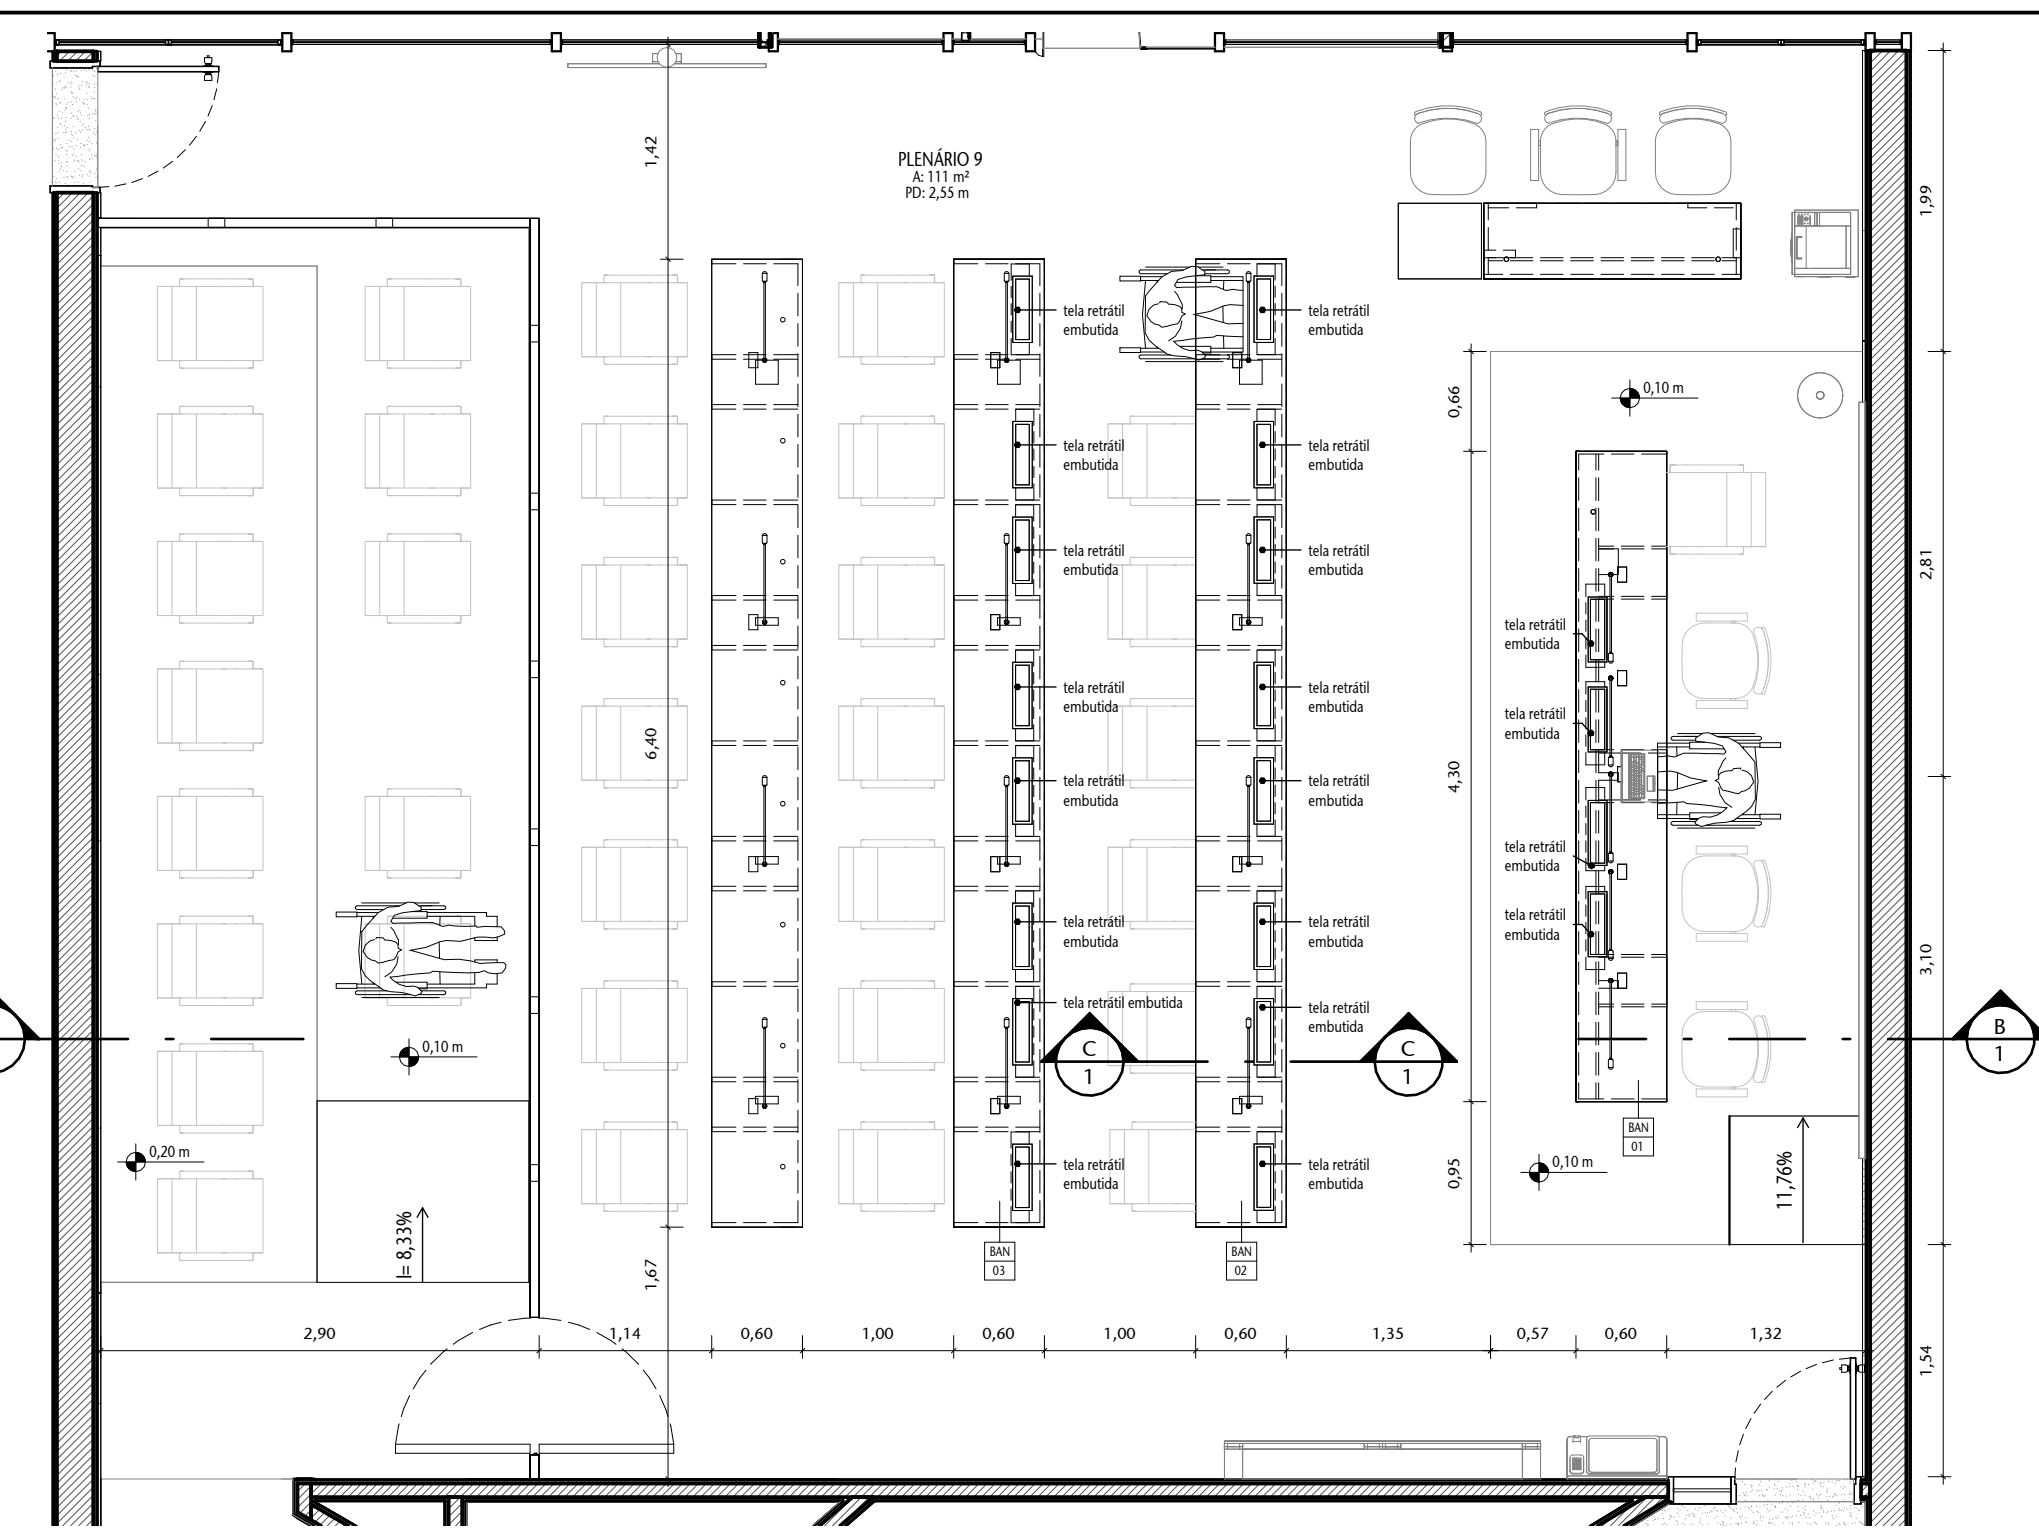 PLENÁRIO 9
A: 111 m²
PD: 2,55 m
1,42
1,99
tela retrátil
embutida
tela retrátil
embutida
0,10 m
0,66
tela retrátil
embutida
tela retrátil
embutida
tela retrátil
embutida
tela retrátil
embutida
2,81
tela retrátil
embutida
tela retrátil
embutida
tela retrátil
embutida
tela retrátil
embutida
6,40
4,30
tela retrátil
embutida
tela retrátil
embutida
tela retrátil
embutida
tela retrátil
embutida
tela retrátil
embutida
tela retrátil
embutida
3,10
tela retrátil embutida
tela retrátil
embutida
0,10 m
C
1
C
1
B
1
BAN
01
0,20 m
tela retrátil
embutida
tela retrátil
embutida
0,95
0,10 m
11,76%
I= 8,33%
1,67
BAN
03
BAN
02
2,90
1,14
0,60
1,00
0,60
1,00
0,60
1,35
0,57
0,60
1,32
1,54